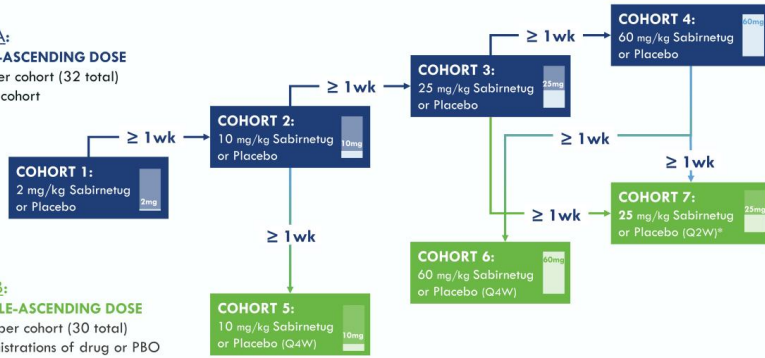 A:
-ASCENDING DOSE
per cohort (32 total)
cohort
COHORT 1:
2 mg/kg Sabirnetug
or Placebo
2mg
≥ 1wk
COHORT 2:
10 mg/kg Sabirnetug
or Placebo
10mg
≥ 1wk
COHORT 3:
25 mg/kg Sabirnetug
or Placebo
25mg
≥ 1wk
COHORT 4:
60 mg/kg Sabirnetug
or Placebo
60mg
≥ 1wk
≥ 1wk
≥ 1wk
≥ 1wk
COHORT 7:
25 mg/kg Sabirnetug
or Placebo (Q2W)*
25mg
COHORT 6:
60 mg/kg Sabirnetug
or Placebo (Q4W)
60mg
COHORT 5:
10 mg/kg Sabirnetug
or Placebo (Q4W)
10mg
B:
LE-ASCENDING DOSE
per cohort (30 total)
nistrations of drug or PBO